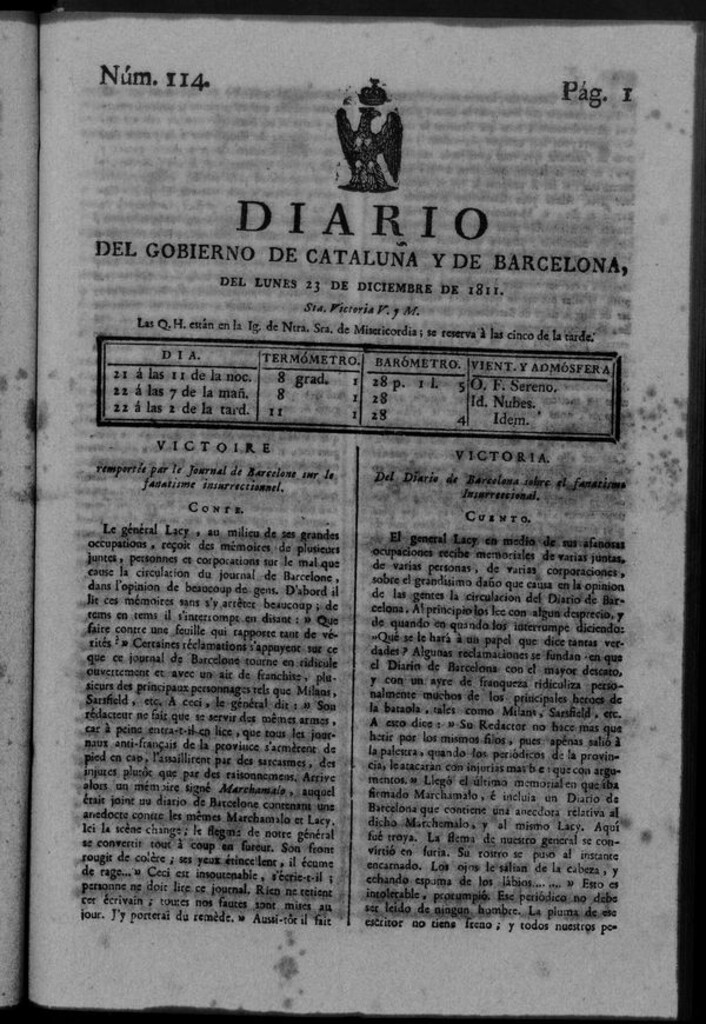 Núm. 114.
Pág. 1
DIARIO
DEL GOBIERNO DE CATALUÑA Y DE BARCELONA,
DEL LUNES 23 DE DICIEMBRE DE 1811.
Sta. Victoria V. y M.
Las Q. H. están en la Ig. de Ntra. Sra. de Misericordia; se reserva à las cinco de la tarde.
DIA. TERMÓMETRO. BARÓMETRO. VIENT. Y ADMÓSFERA
21 á las 11 de la noc. 8 grad. 1 28 p. 1 l. 5 O. F. Sereno.
22 á las 7 de la mañ. 8 1 28 Id. Nubes.
22 á las 2 de la tard. 11 1 28 4 Idem.
VICTOIRE
remportée par le Journal de Barcelone sur le
fanatisme insurrectionnel.
CONTE.
Le général Lacy, au milieu de ses grandes
occupations, reçoit des mémoires de plusieurs
juntes, personnes et corporations sur le mal que
cause la circulation du journal de Barcelone,
dans l'opinion de beaucoup de gens. D'abord il
lit ces mémoires sans s'y arrêter beaucoup; de
tems en tems il s'interrompt en disant: » Que
faire contre une feuille qui rapporte tant de vé-
rités? » Certaines réclamations s'appuyent sur ce
que ce journal de Barcelone tourne en ridicule
ouvertement et avec un air de franchise, plu-
sieurs des principaux personnages tels que Milans,
Sarsfield, etc. A ceci, le général dit: » Son
rédacteur ne fait que se servir des mêmes armes,
car à peine entra-t-il en lice, que tous les jour-
naux anti-français de la province s'armèrent de
pied en cap, l'assaillirent par des sarcasmes, des
injures plutôt que par des raisonnemens. Arrive
alors un mémoire signé Marchamalo, auquel
était joint un diario de Barcelone contenant une
anedocte contre les mêmes Marchamalo et Lacy.
Ici la scène change; le flegme de notre général
se convertit tout à coup en fureur. Son front
rougit de colère; ses yeux étincellent, il écume
de rage...» Ceci est insoutenable, s'écrie-t-il;
personne ne doit lire ce journal. Rien ne retient
cet écrivain; toutes nos fautes sont mises au
jour. J'y porterai du remède. » Aussi-tôt il fait
VICTORIA.
Del Diario de Barcelona sobre el fanatismo
Insurreccional.
CUENTO.
El general Lacy en medio de sus afanosas
ocupaciones recibe memoriales de varias juntas,
de varias personas, de varias corporaciones,
sobre el grandísimo daño que causa en la opinion
de las gentes la circulacion del Diario de Bar-
celona. Al principio los lee con algun desprecio, y
de quando en quando los interrumpe diciendo:
»Qué se le hará à un papel que dice tantas ver-
dades? Algunas reclamaciones se fundan en que
el Diario de Barcelona con el mayor descato,
y con un ayre de franqueza ridiculiza perso-
nalmente muchos de los principales heroes de
la bataola, tales como Milans, Sarsfield, etc.
A esto dice: » Su Redactor no hace mas que
herir por los mismos filos, pues apénas salió à
la palestra, quando los periódicos de la provin-
cia, le atacaran con injurias mas bien que con argu-
mentos. » Llegó el último memorial en que iba
firmado Marchamalo, é incluia un Diario de
Barcelona que contiene una anecdota relativa al
dicho Marchamalo, y al mismo Lacy. Aquí
fué troya. La flema de nuestro general se con-
virtió en furia. Su rostro se puso al instante
encarnado. Los ojos le salian de la cabeza, y
echando espuma de los lábios....... » Esto es
intolerable, prorumpió. Ese periódico no debe
ser leido de ningun hombre. La pluma de ese
escritor no tiene freno; y todos nuestros pe-